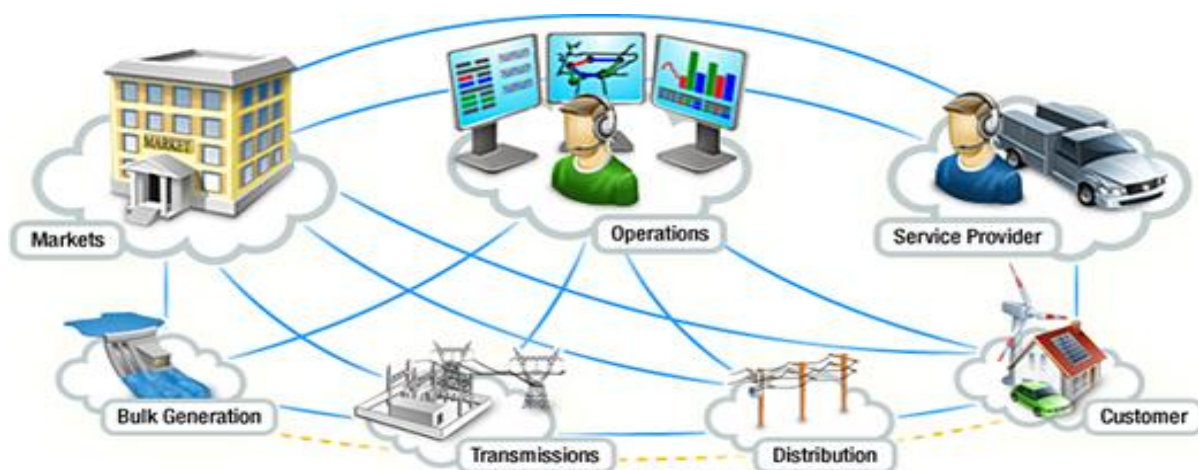 MARKET
Markets
Operations
Service Provider
Bulk Generation
Transmissions
Distribution
Customer